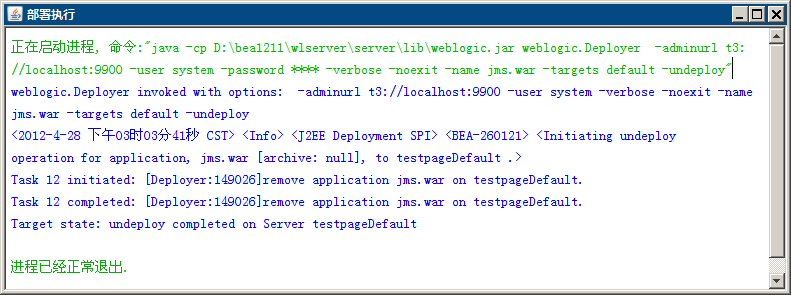 部署执行
正在启动进程, 命令:"java -cp D:\bea1211\wlserver\server\lib\weblogic.jar weblogic.Deployer  -adminurl t3:
//localhost:9900 -user system -password **** -verbose -noexit -name jms.war -targets default -undeploy"
weblogic.Deployer invoked with options:  -adminurl t3://localhost:9900 -user system -verbose -noexit -name
jms.war -targets default -undeploy
<2012-4-28 下午03时03分41秒 CST> <Info> <J2EE Deployment SPI> <BEA-260121> <Initiating undeploy
operation for application, jms.war [archive: null], to testpageDefault .>
Task 12 initiated: [Deployer:149026]remove application jms.war on testpageDefault.
Task 12 completed: [Deployer:149026]remove application jms.war on testpageDefault.
Target state: undeploy completed on Server testpageDefault
进程已经正常退出.